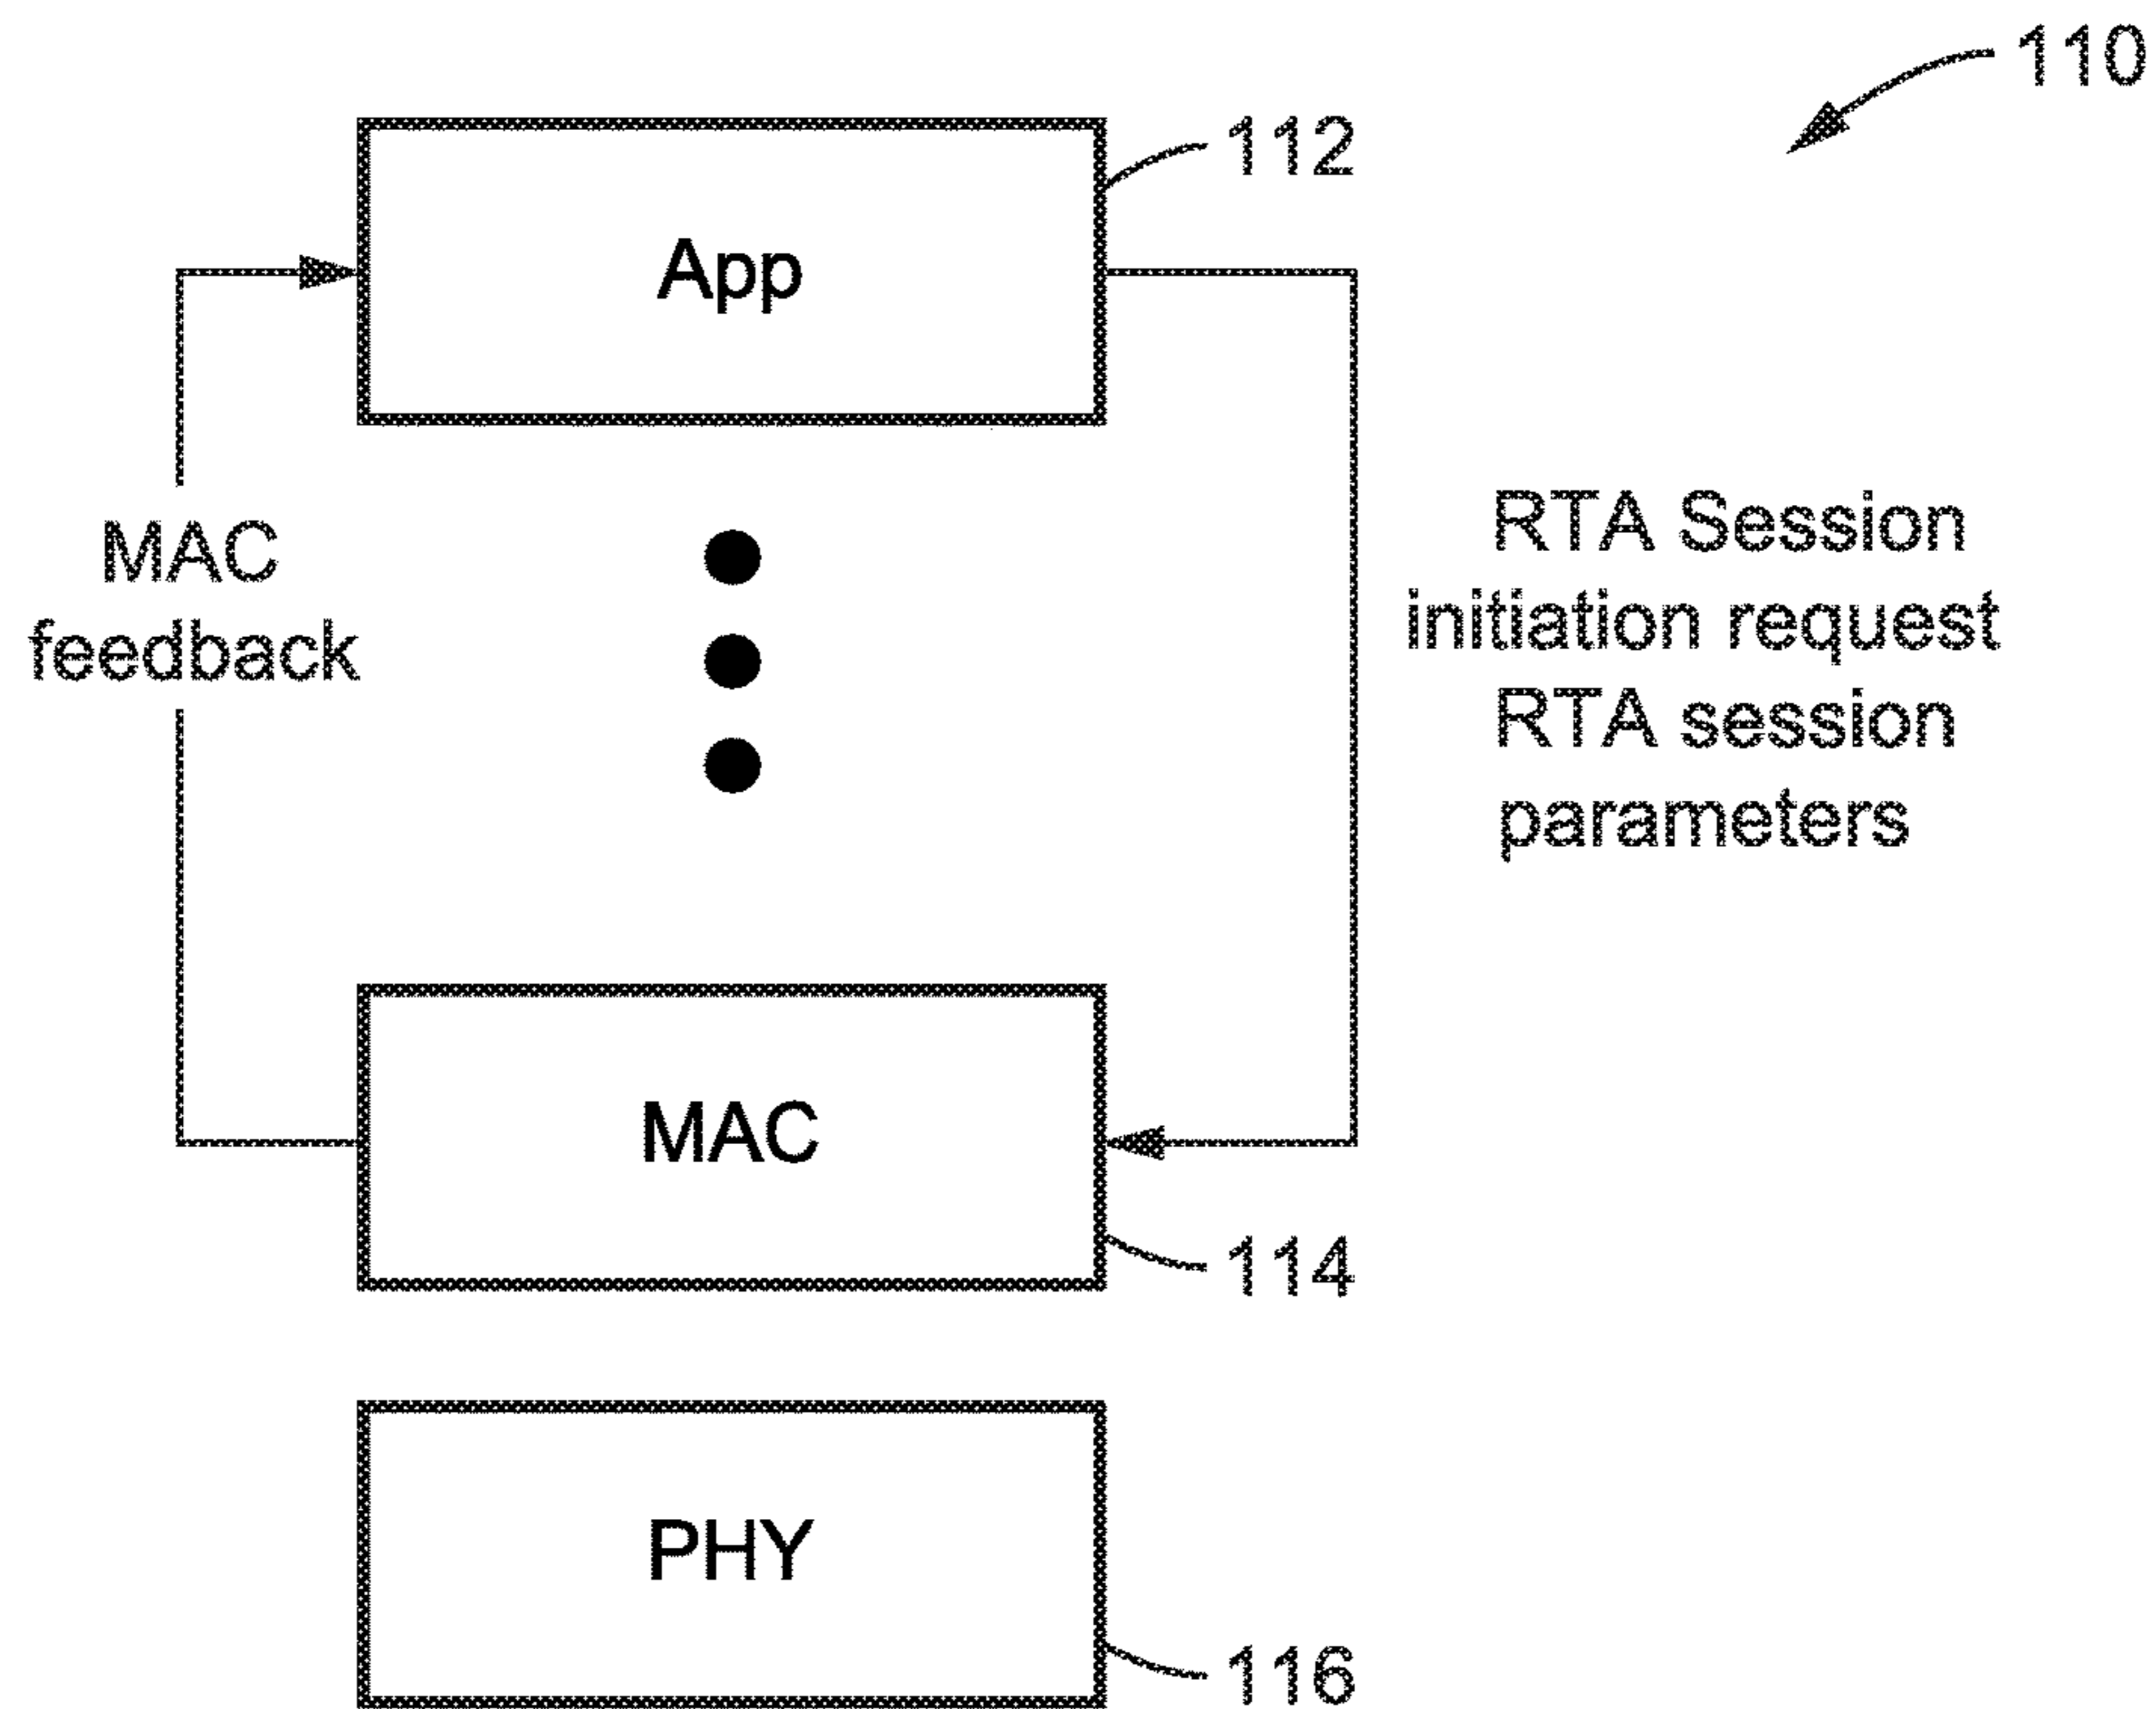 110
112
App
MAC
feedback
RTA Session
initiation request
RTA session
parameters
MAC
114
PHY
116